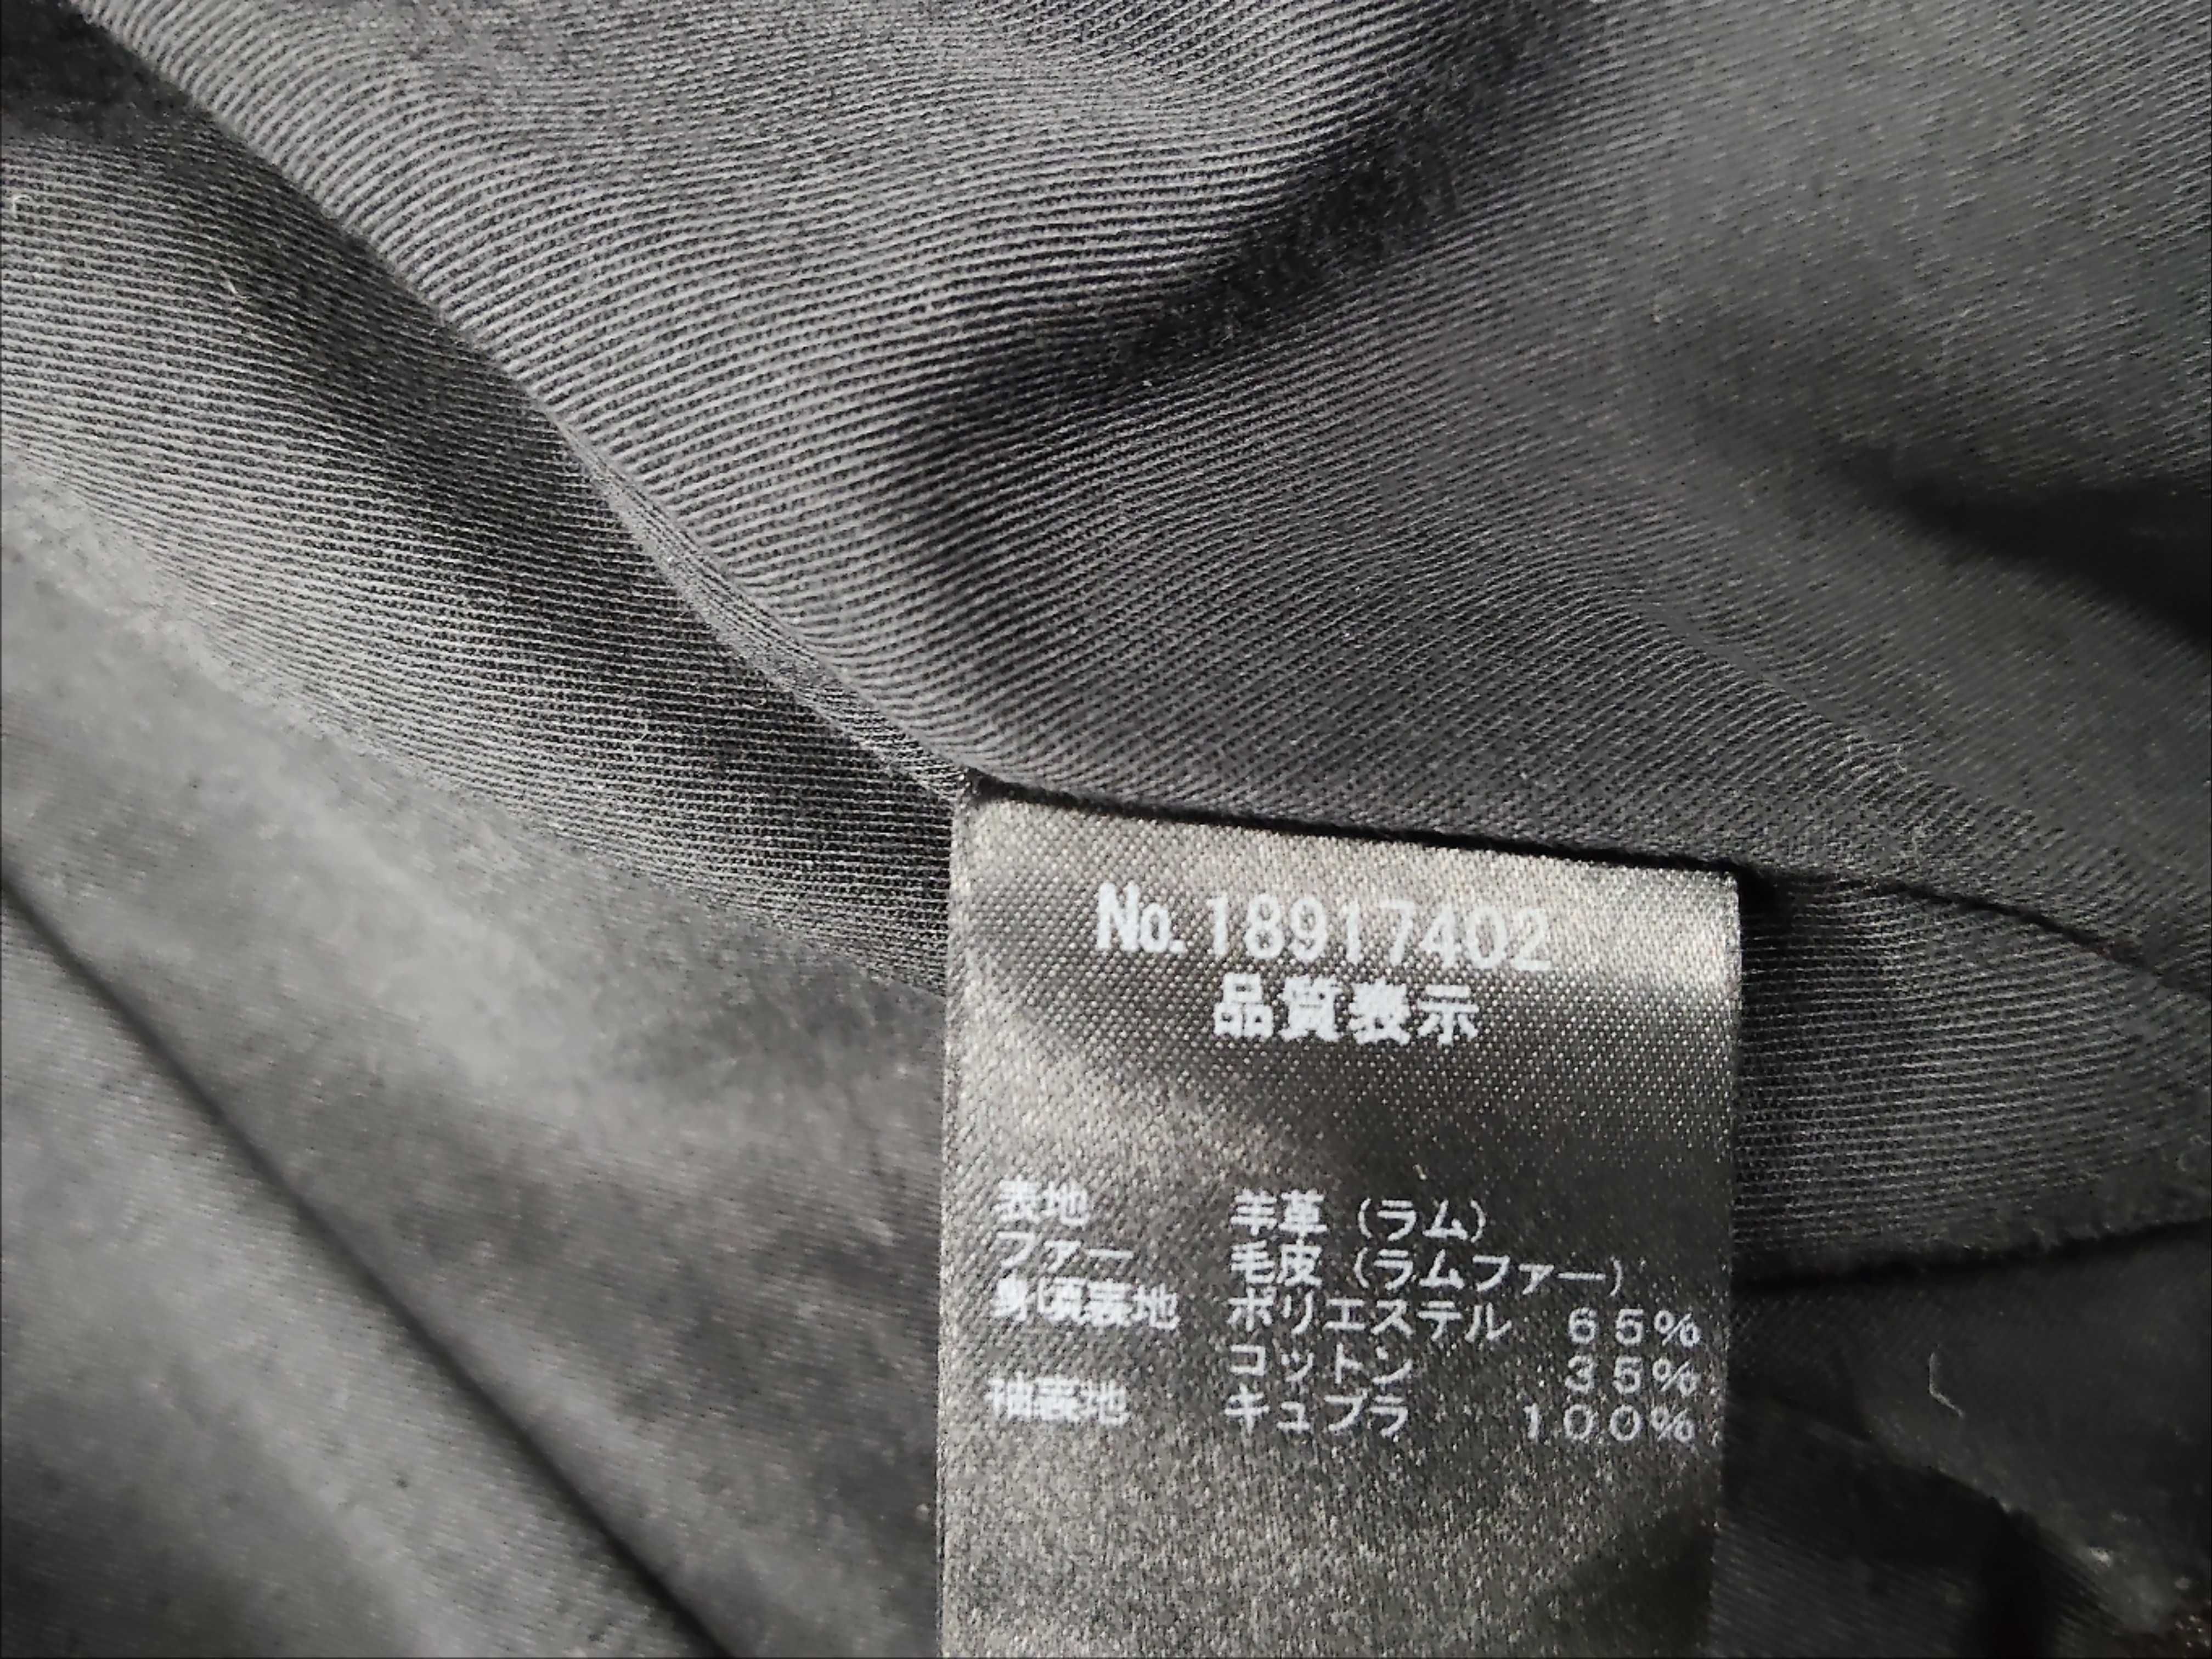 No.18917402
品質表示
表地 羊革(ラム)
ファー 毛皮(ラムファー)
身頃裏地 ポリエステル 65%
コットン 35%
袖裏地 キュプラ 100%